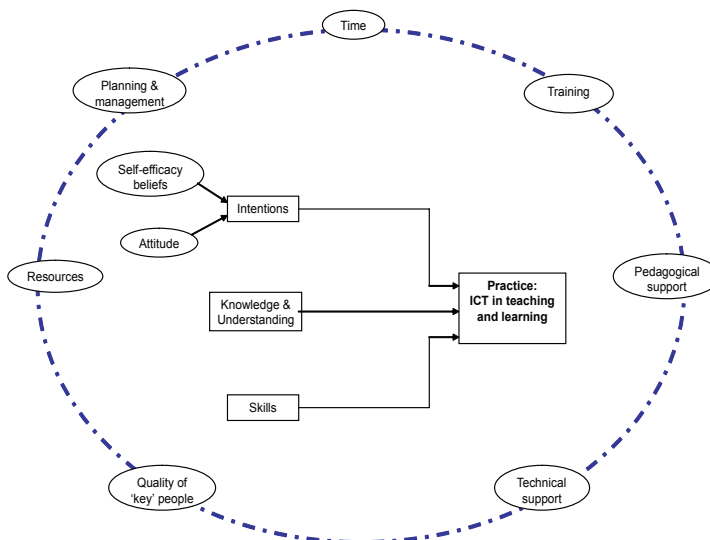 Time
Planning &
management
Training
Self-efficacy
beliefs
Intentions
Attitude
Resources
Knowledge &
Understanding
Practice:
ICT in teaching
and learning
Pedagogical
support
Skills
Quality of
'key' people
Technical
support